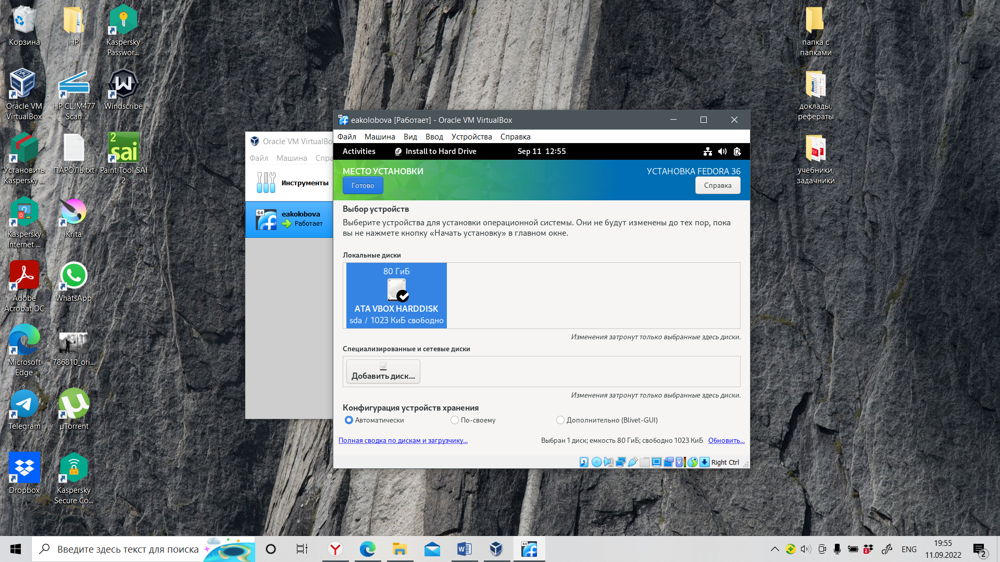 Корзина
HP
Kaspersky
Passwor...
Oracle VM
VirtualBox
HP CLJM477
Scan
Windscribe
Установить
Kaspersky ...
ПАРОЛЬ.txt
2
sai
Paint Tool SAI
2
Kaspersky
Internet ...
Krita
Adobe
Acrobat DC
WhatsApp
Microsoft
Edge
786810_ori...
Telegram
µTorrent
Dropbox
Kaspersky
Secure Co...
папка с
папками
доклады,
рефераты
учебники,
задачники
Oracle VM VirtualBo
Файл Машина Спра
Инструменты
64
eakolobova
Работает
eakolobova [Работает] - Oracle VM VirtualBox
Файл Машина Вид Ввод Устройства Справка
Activities Install to Hard Drive Sep 11 12:55
МЕСТО УСТАНОВКИ
УСТАНОВКА FEDORA 36
Готово
Справка
Выбор устройств
Выберите устройства для установки операционной системы. Они не будут изменены до тех пор, пока
вы не нажмете кнопку «Начать установку» в главном окне.
Локальные диски
80 ГиБ
ATA VBOX HARDDISK
sda / 1023 КиБ свободно
Изменения затронут только выбранные здесь диски.
Специализированные и сетевые диски
Добавить диск...
Изменения затронут только выбранные здесь диски.
Конфигурация устройств хранения
Автоматически По-своему Дополнительно (Blivet-GUI)
Полная сводка по дискам и загрузчику... Выбран 1 диск; емкость 80 ГиБ; свободно 1023 КиБ Обновить...
Right Ctrl
Введите здесь текст для поиска
ENG
19:55
11.09.2022
2